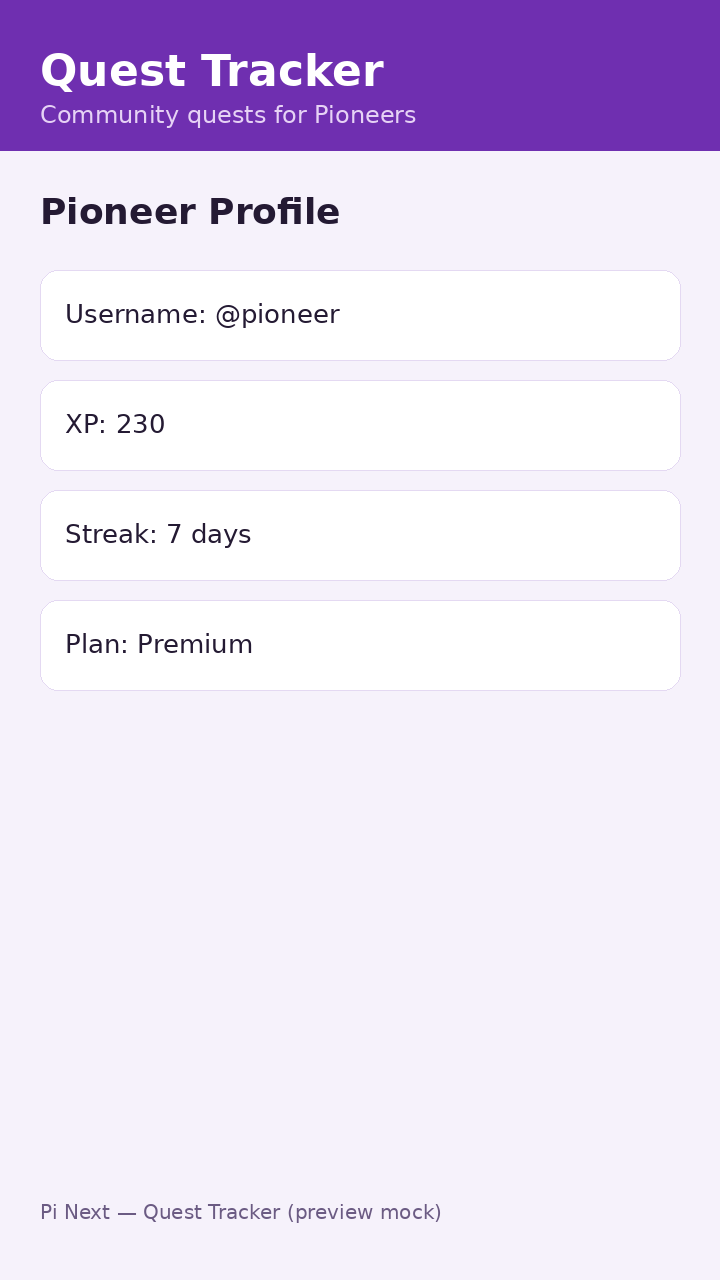 Quest Tracker
Community quests for Pioneers
Pioneer Profile
Username: @pioneer
XP: 230
Streak: 7 days
Plan: Premium
Pi Next — Quest Tracker (preview mock)